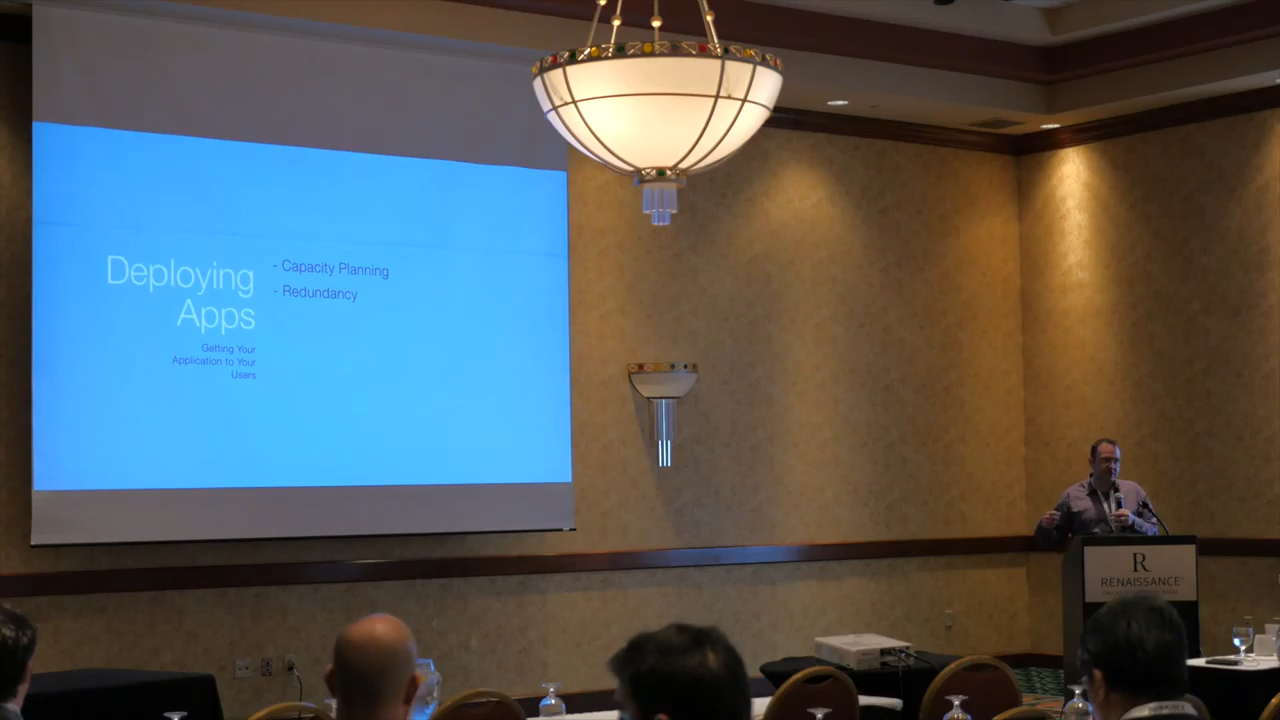 Deploying
Apps
Getting Your
Application to Your
Users
- Capacity Planning
- Redundancy
R
RENAISSANCE